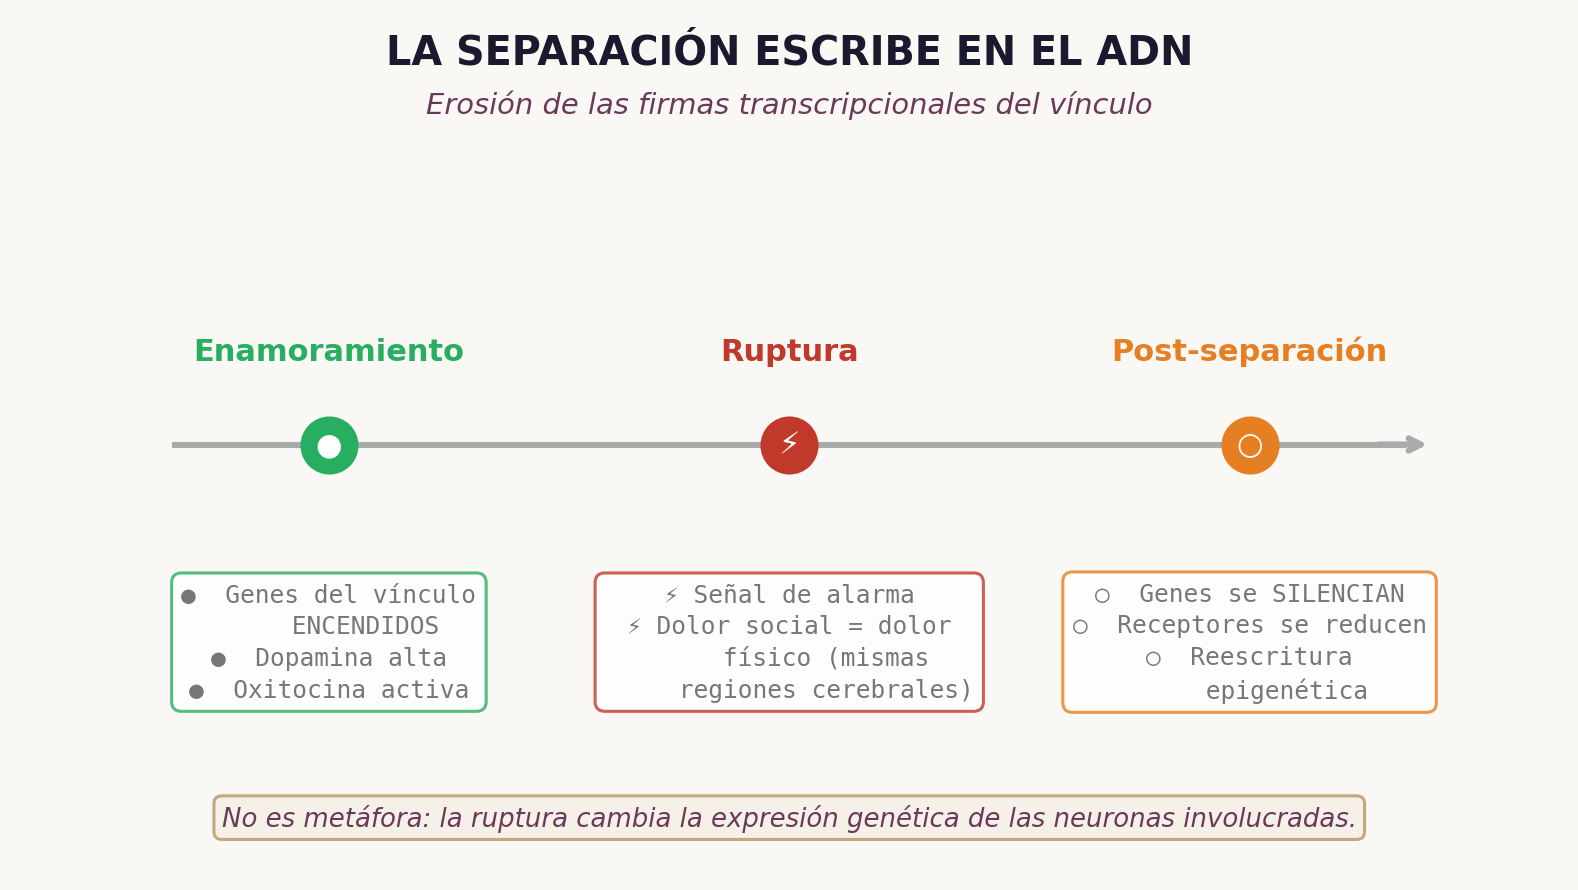 LA SEPARACIÓN ESCRIBE EN EL ADN
Erosión de las firmas transcripcionales del vínculo
Enamoramiento
Ruptura
Post-separación
● Genes del vínculo
ENCENDIDOS
● Dopamina alta
● Oxitocina activa
⚡ Señal de alarma
⚡ Dolor social = dolor
físico (mismas
regiones cerebrales)
○ Genes se SILENCIAN
○ Receptores se reducen
○ Reescritura
epigenética
No es metáfora: la ruptura cambia la expresión genética de las neuronas involucradas.